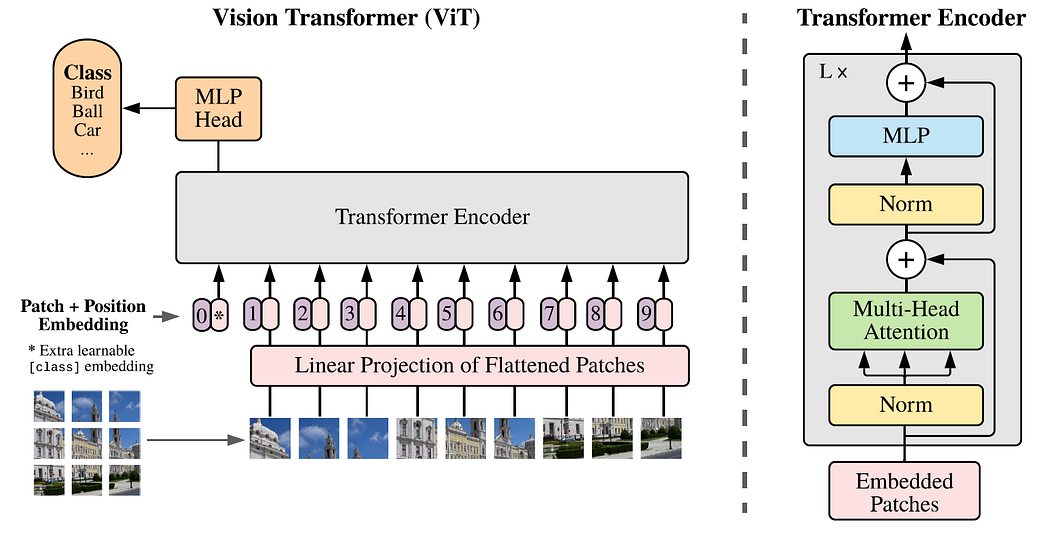 Vision Transformer (ViT)
Class
Bird
Ball
Car
...
MLP
Head
Transformer Encoder
Patch + Position
Embedding
0 * 1 2 3 4 5 6 7 8 9
* Extra learnable
[class] embedding
Linear Projection of Flattened Patches
Transformer Encoder
L x
+
MLP
Norm
+
Multi-Head
Attention
Norm
Embedded
Patches